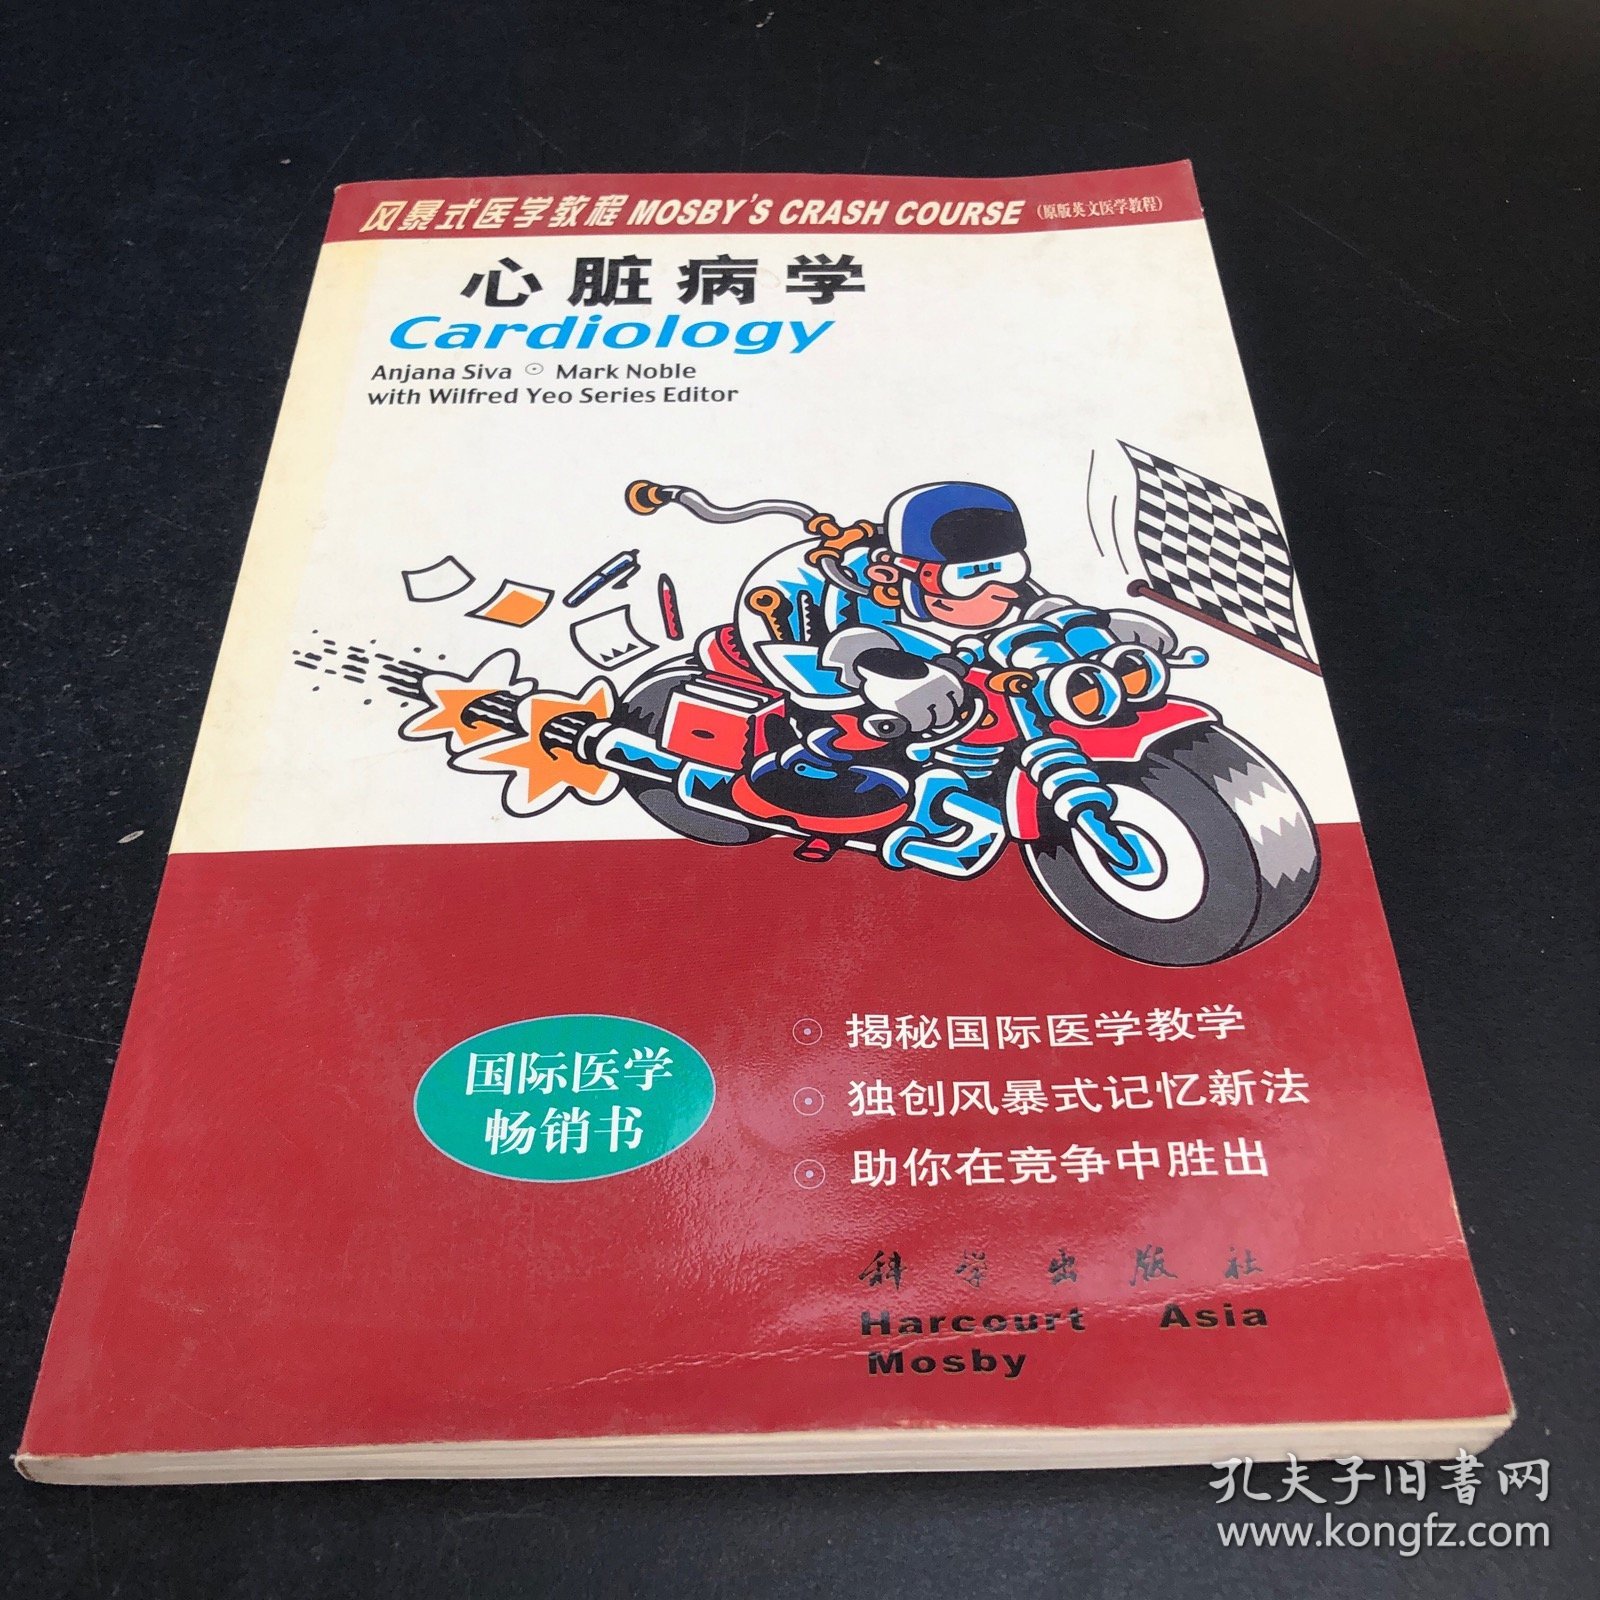 风暴式医学教程 MOSBY'S CRASH COURSE (原版英文医学教程)
心脏病学
Cardiology
Anjana Siva ⊙ Mark Noble
with Wilfred Yeo Series Editor
国际医学
畅销书
⊙ 揭秘国际医学教学
⊙ 独创风暴式记忆新法
⊙ 助你在竞争中胜出
科学出版社
Harcourt Asia
Mosby
孔夫子旧书网
www.kongfz.com